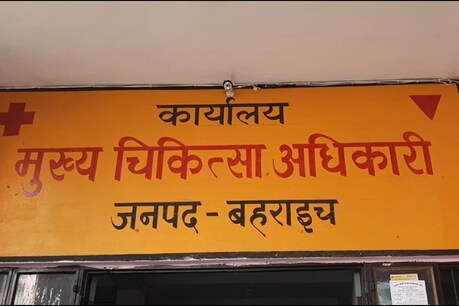 कार्यालय
मुख्य चिकित्सा अधिकारी
जनपद - बहराइच